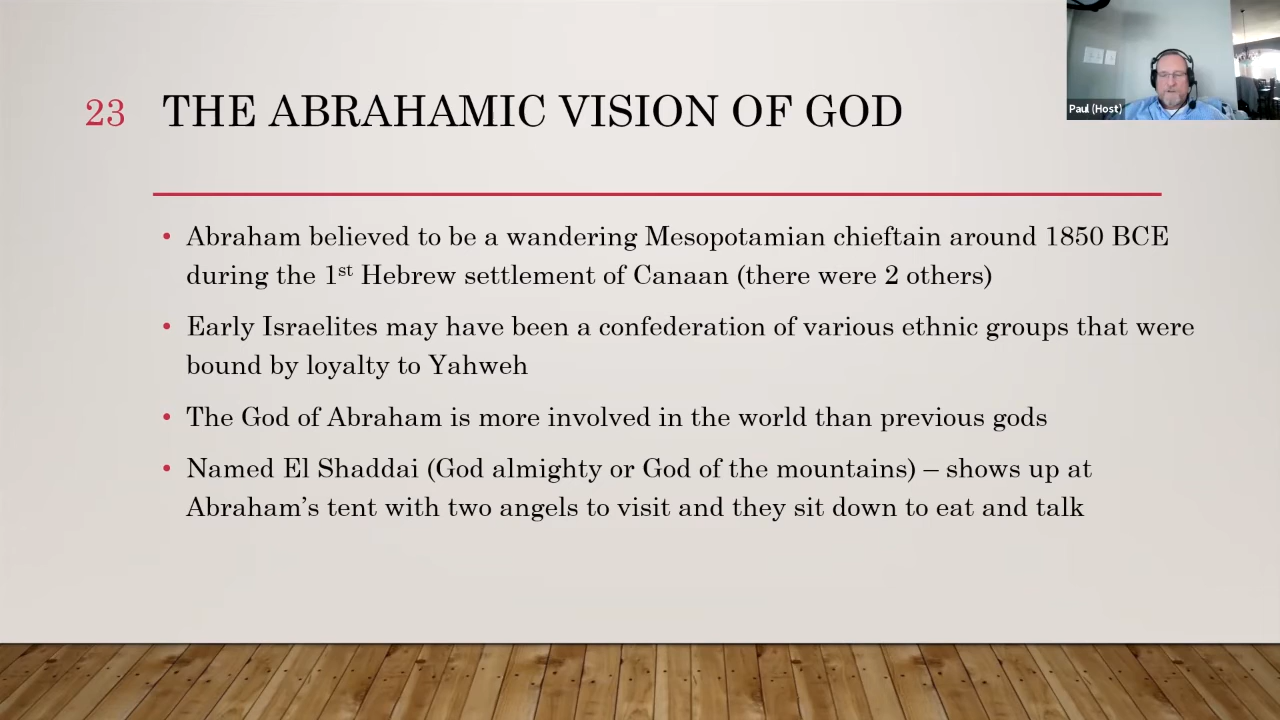 23 THE ABRAHAMIC VISION OF GOD
Paul (Host)
• Abraham believed to be a wandering Mesopotamian chieftain around 1850 BCE
during the 1st Hebrew settlement of Canaan (there were 2 others)
• Early Israelites may have been a confederation of various ethnic groups that were
bound by loyalty to Yahweh
• The God of Abraham is more involved in the world than previous gods
• Named El Shaddai (God almighty or God of the mountains) – shows up at
Abraham’s tent with two angels to visit and they sit down to eat and talk